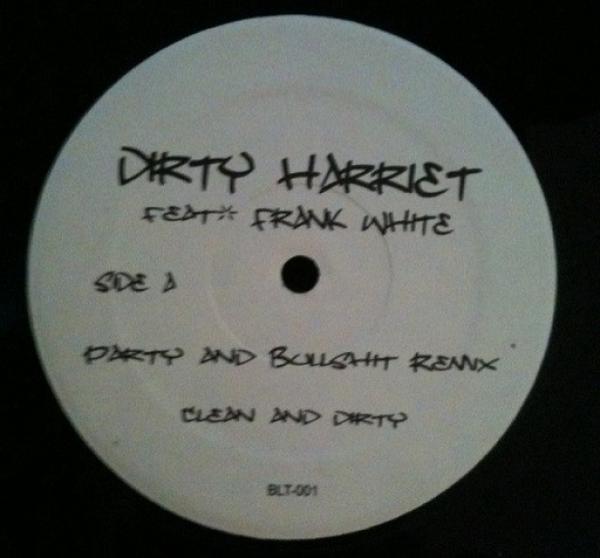 DIRTY HARRIET
FEAT* FRANK WHITE
SIDE A
PARTY AND BULLSHIT REMIX
CLEAN AND DIRTY
BLT-001